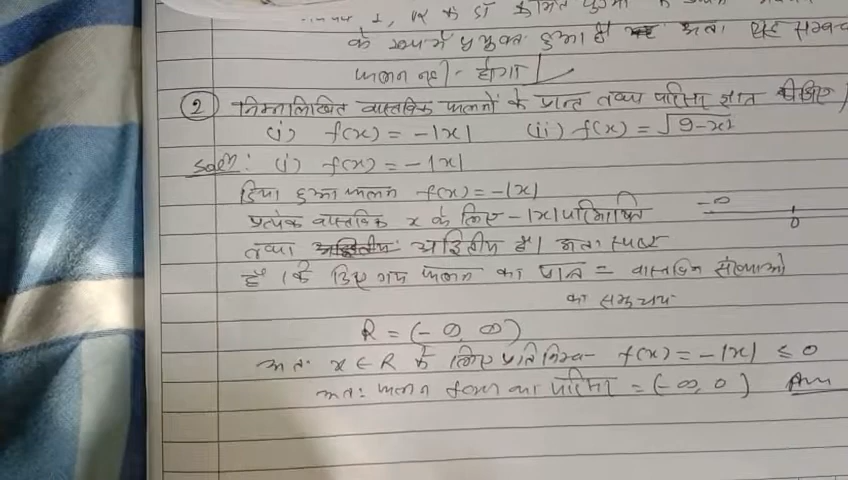 के रूप में प्रयुक्त हुआ है अतः यह सम्बन्ध
फलन नहीं होगा
② निम्नलिखित वास्तविक फलनों के प्रान्त तथा परिसर ज्ञात कीजिए।
(i) f(x) = -|x| (ii) f(x) = √9-x²
Soln: (i) f(x) = -|x|
दिया हुआ फलन f(x) = -|x|
प्रत्येक वास्तविक x के लिए -|x| परिभाषित -∞ 0
तथा अद्वितीय है। अतः स्पष्ट
है कि दिए गए फलन का प्रान्त = वास्तविक संख्याओं
का समुच्चय
R = (-∞, ∞)
अतः x ∈ R के लिए प्रतिबिम्ब f(x) = -|x| ≤ 0
अतः फलन का परिसर = (-∞, 0) Ans